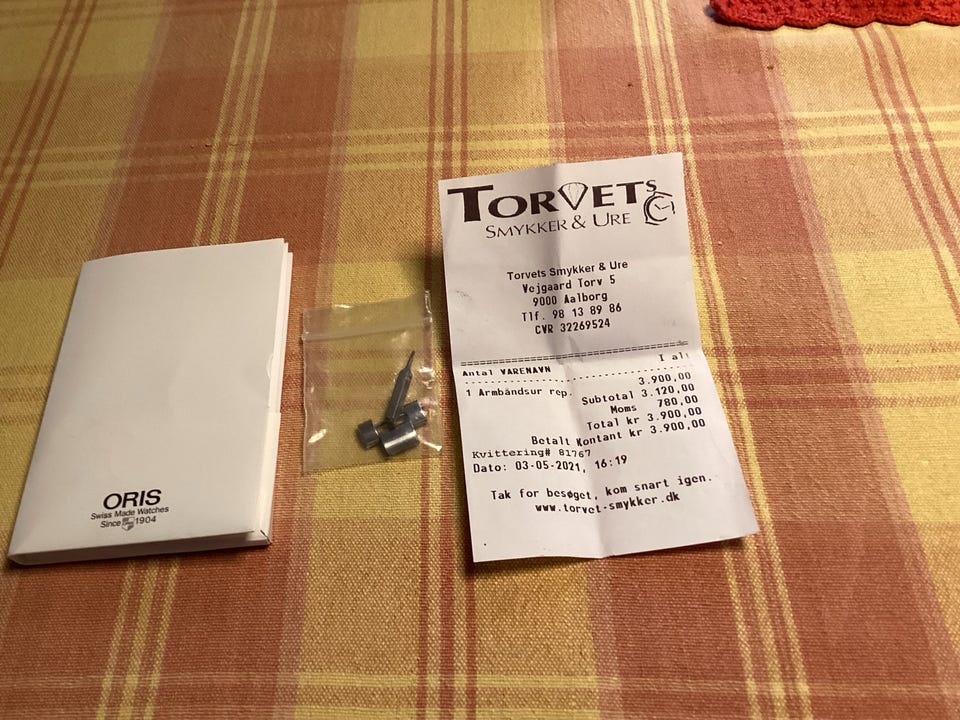 ORIS
Swiss Made Watches
Since 1904
TORVETs
SMYKKER & URE
Torvets Smykker & Ure
Vejgaard Torv 5
9000 Aalborg
Tlf. 98 13 89 86
CVR 32269524
Antal VARENAVN I alt
1 Armbåndsur rep. 3.900,00
Subtotal 3.120,00
Moms 780,00
Total kr 3.900,00
Betalt Kontant kr 3.900,00
Kvittering# 81767
Dato: 03-05-2021, 16:19
Tak for besøget, kom snart igen.
www.torvet-smykker.dk